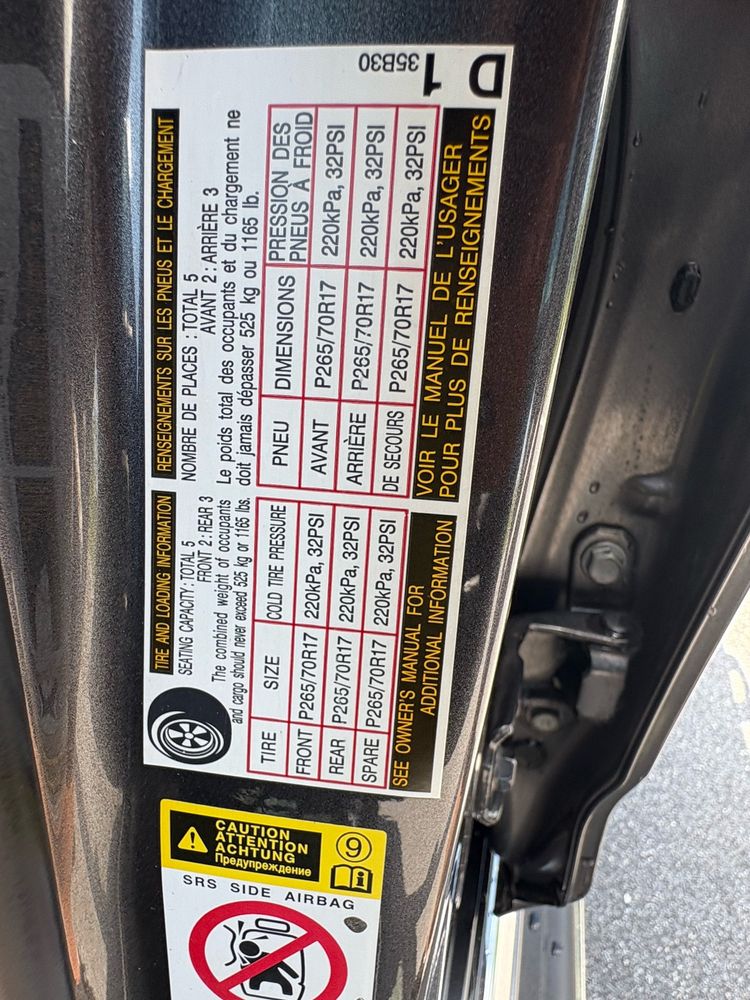 TIRE AND LOADING INFORMATION
SEATING CAPACITY : TOTAL 5
FRONT 2 : REAR 3
The combined weight of occupants
and cargo should never exceed 525 kg or 1165 lbs.
TIRE SIZE COLD TIRE PRESSURE
FRONT P265/70R17 220kPa, 32PSI
REAR P265/70R17 220kPa, 32PSI
SPARE P265/70R17 220kPa, 32PSI
SEE OWNER'S MANUAL FOR
ADDITIONAL INFORMATION
RENSEIGNEMENTS SUR LES PNEUS ET LE CHARGEMENT
NOMBRE DE PLACES : TOTAL 5
AVANT 2 : ARRIÈRE 3
Le poids total des occupants et du chargement ne
doit jamais dépasser 525 kg ou 1165 lb.
PNEU DIMENSIONS PRESSION DES
PNEUS À FROID
AVANT P265/70R17 220kPa, 32PSI
ARRIÈRE P265/70R17 220kPa, 32PSI
DE SECOURS P265/70R17 220kPa, 32PSI
VOIR LE MANUEL DE L'USAGER
POUR PLUS DE RENSEIGNEMENTS
35B30
D 1
CAUTION
ATTENTION
ACHTUNG
Предупреждение
9
SRS SIDE AIRBAG